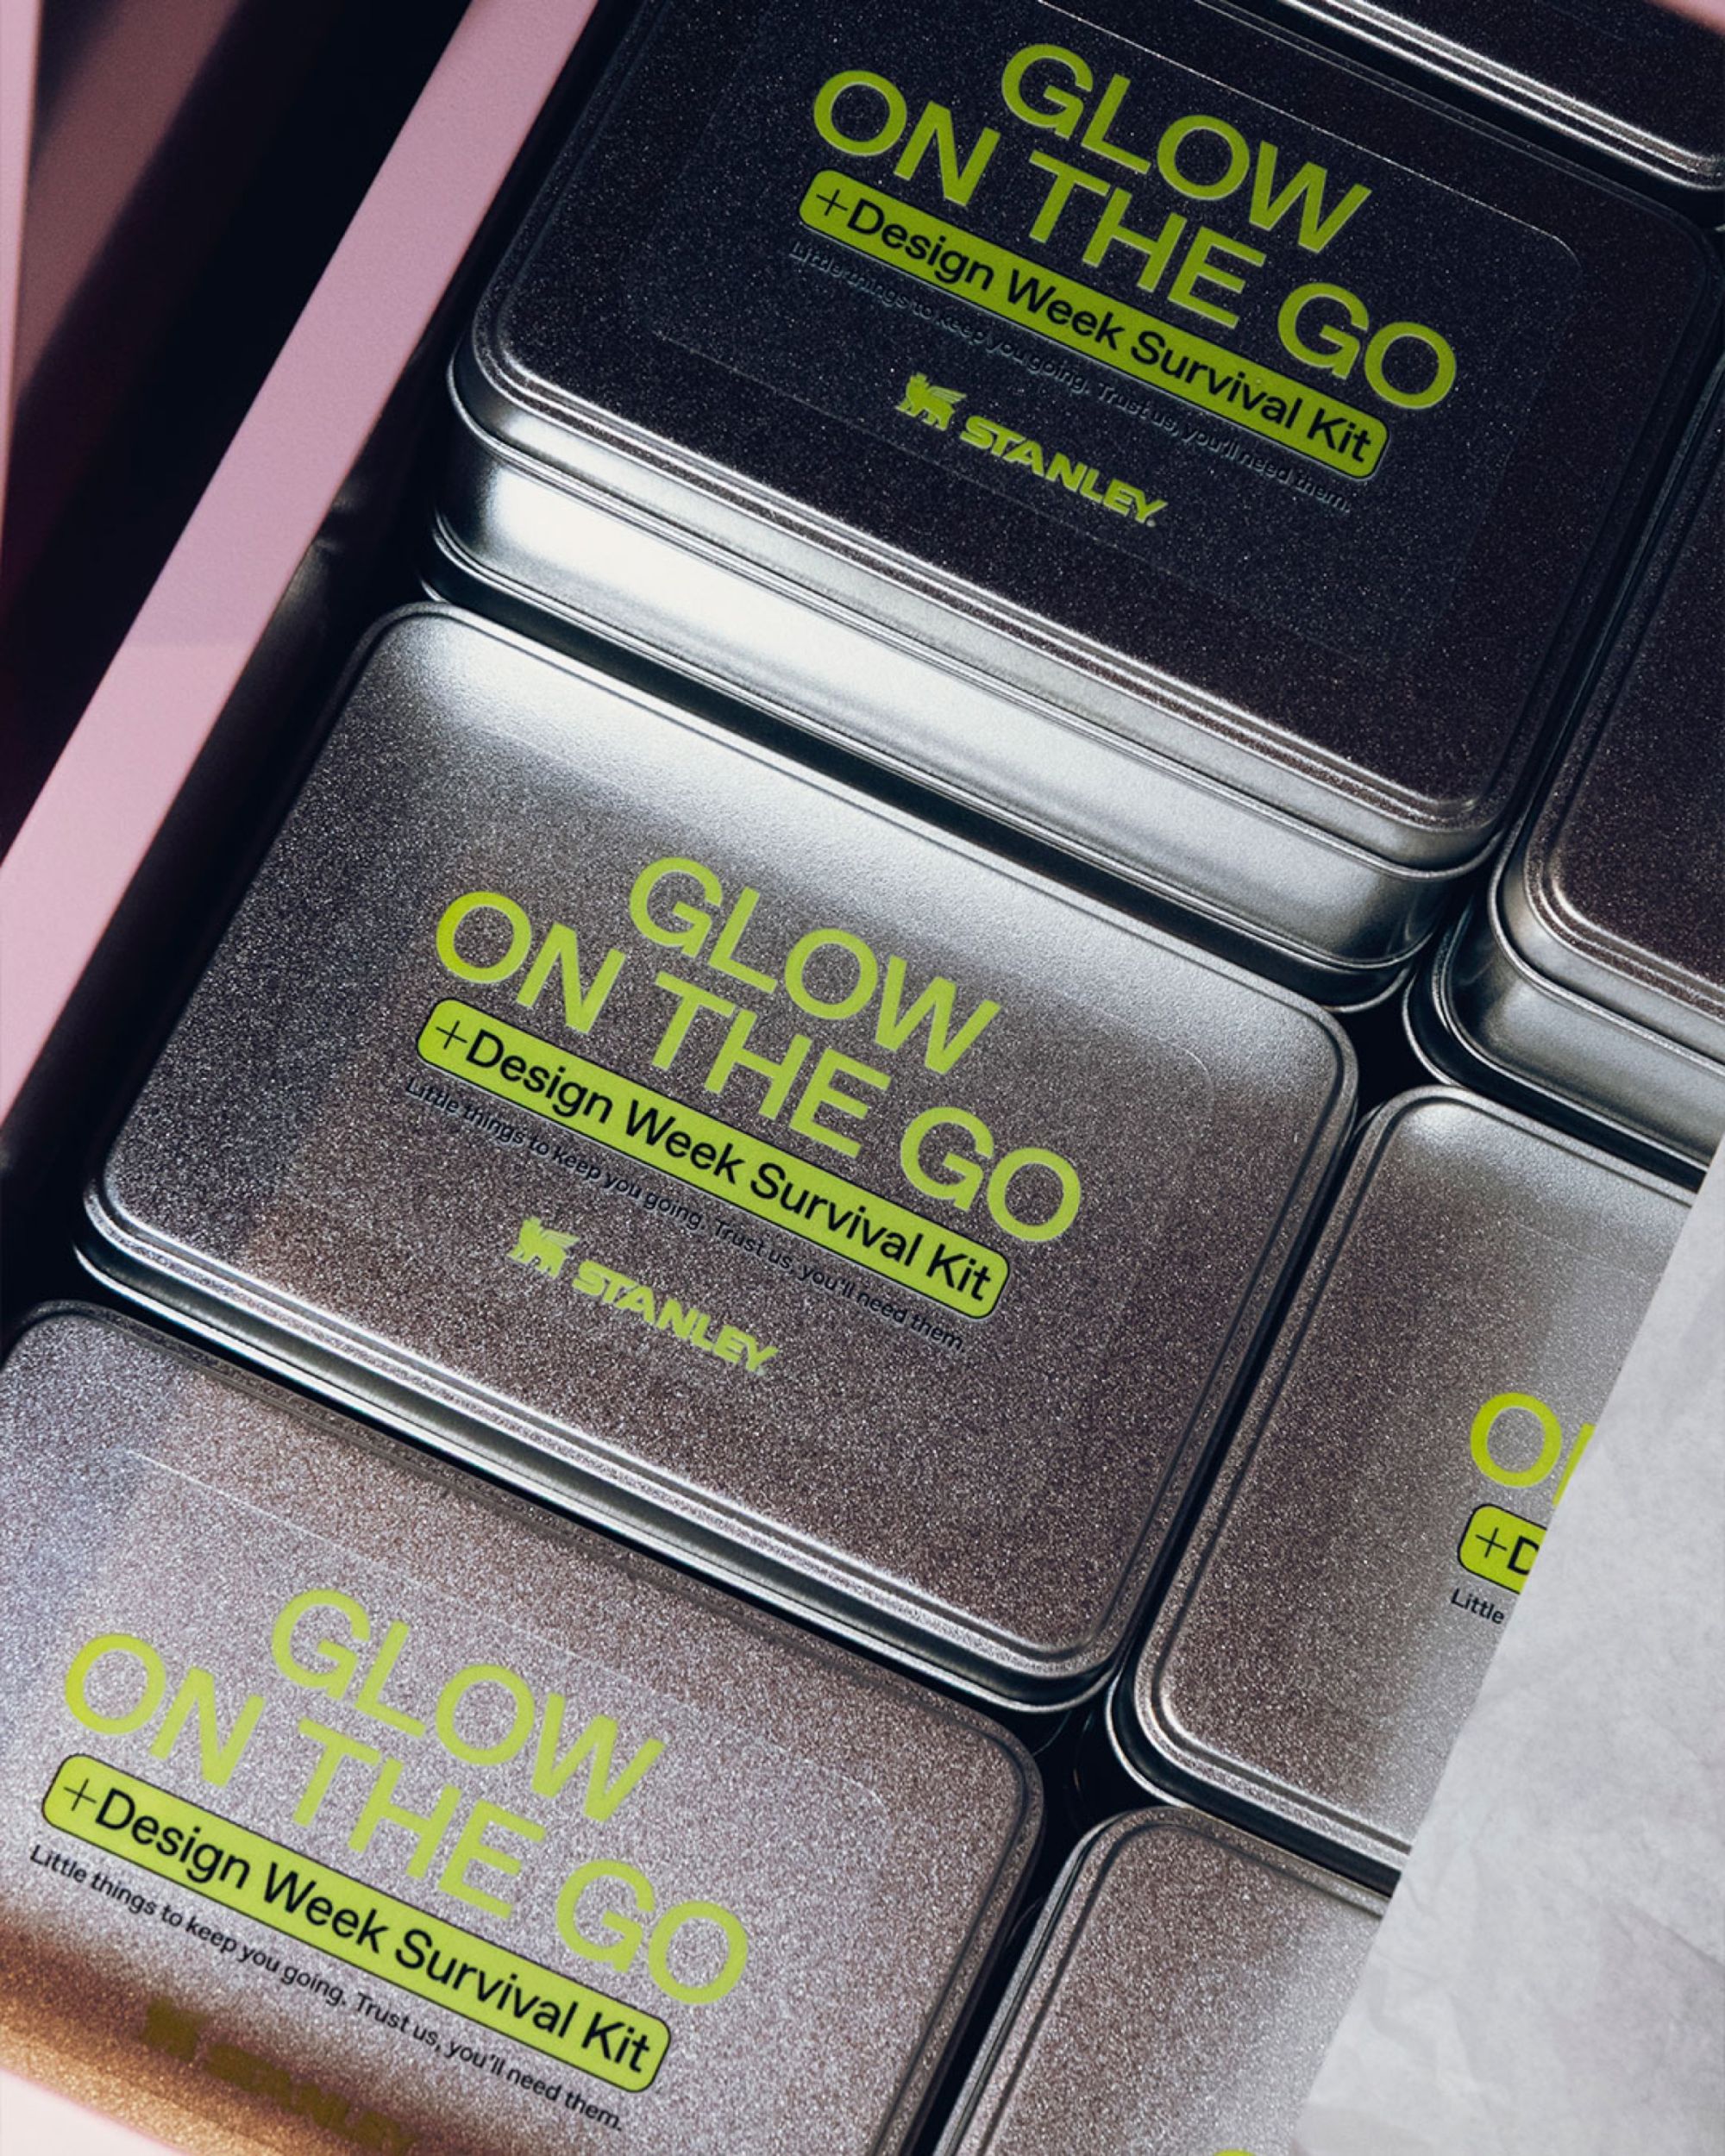 GLOW
ON THE GO
+Design Week Survival Kit
Little things to keep you going. Trust us, you'll need them.
STANLEY
GLOW
ON THE GO
+Design Week Survival Kit
Little things to keep you going. Trust us, you'll need them.
STANLEY
ON
+D
Little
GLOW
ON THE GO
+Design Week Survival Kit
Little things to keep you going. Trust us, you'll need them.
STANLEY